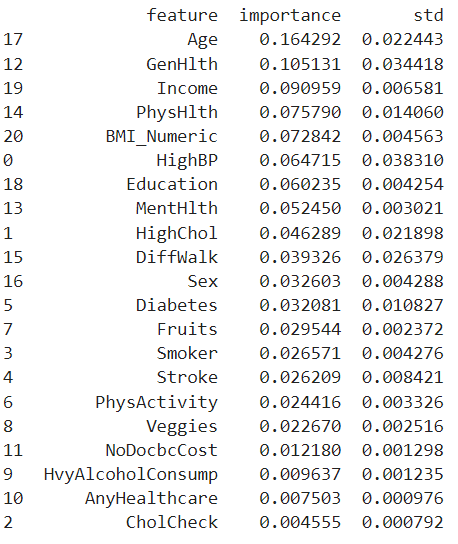 feature importance std
17 Age 0.164292 0.022443
12 GenHlth 0.105131 0.034418
19 Income 0.090959 0.006581
14 PhysHlth 0.075790 0.014060
20 BMI_Numeric 0.072842 0.004563
0 HighBP 0.064715 0.038310
18 Education 0.060235 0.004254
13 MentHlth 0.052450 0.003021
1 HighChol 0.046289 0.021898
15 DiffWalk 0.039326 0.026379
16 Sex 0.032603 0.004288
5 Diabetes 0.032081 0.010827
7 Fruits 0.029544 0.002372
3 Smoker 0.026571 0.004276
4 Stroke 0.026209 0.008421
6 PhysActivity 0.024416 0.003326
8 Veggies 0.022670 0.002516
11 NoDocbcCost 0.012180 0.001298
9 HvyAlcoholConsump 0.009637 0.001235
10 AnyHealthcare 0.007503 0.000976
2 CholCheck 0.004555 0.000792